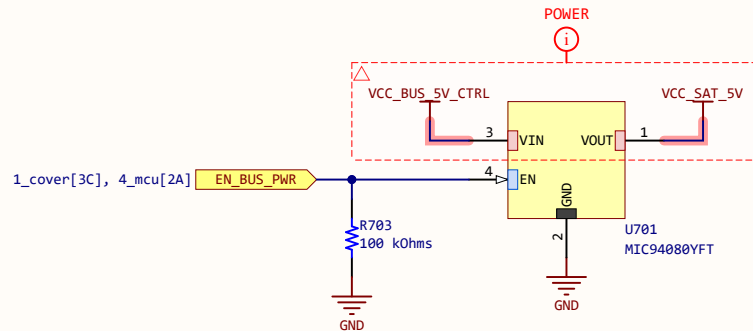 POWER
i
VCC_BUS_5V_CTRL
VCC_SAT_5V
3
VIN
VOUT
1
1_cover[3C], 4_mcu[2A]
EN_BUS_PWR
4
EN
GND
2
R703
100 kOhms
U701
MIC94080YFT
GND
GND